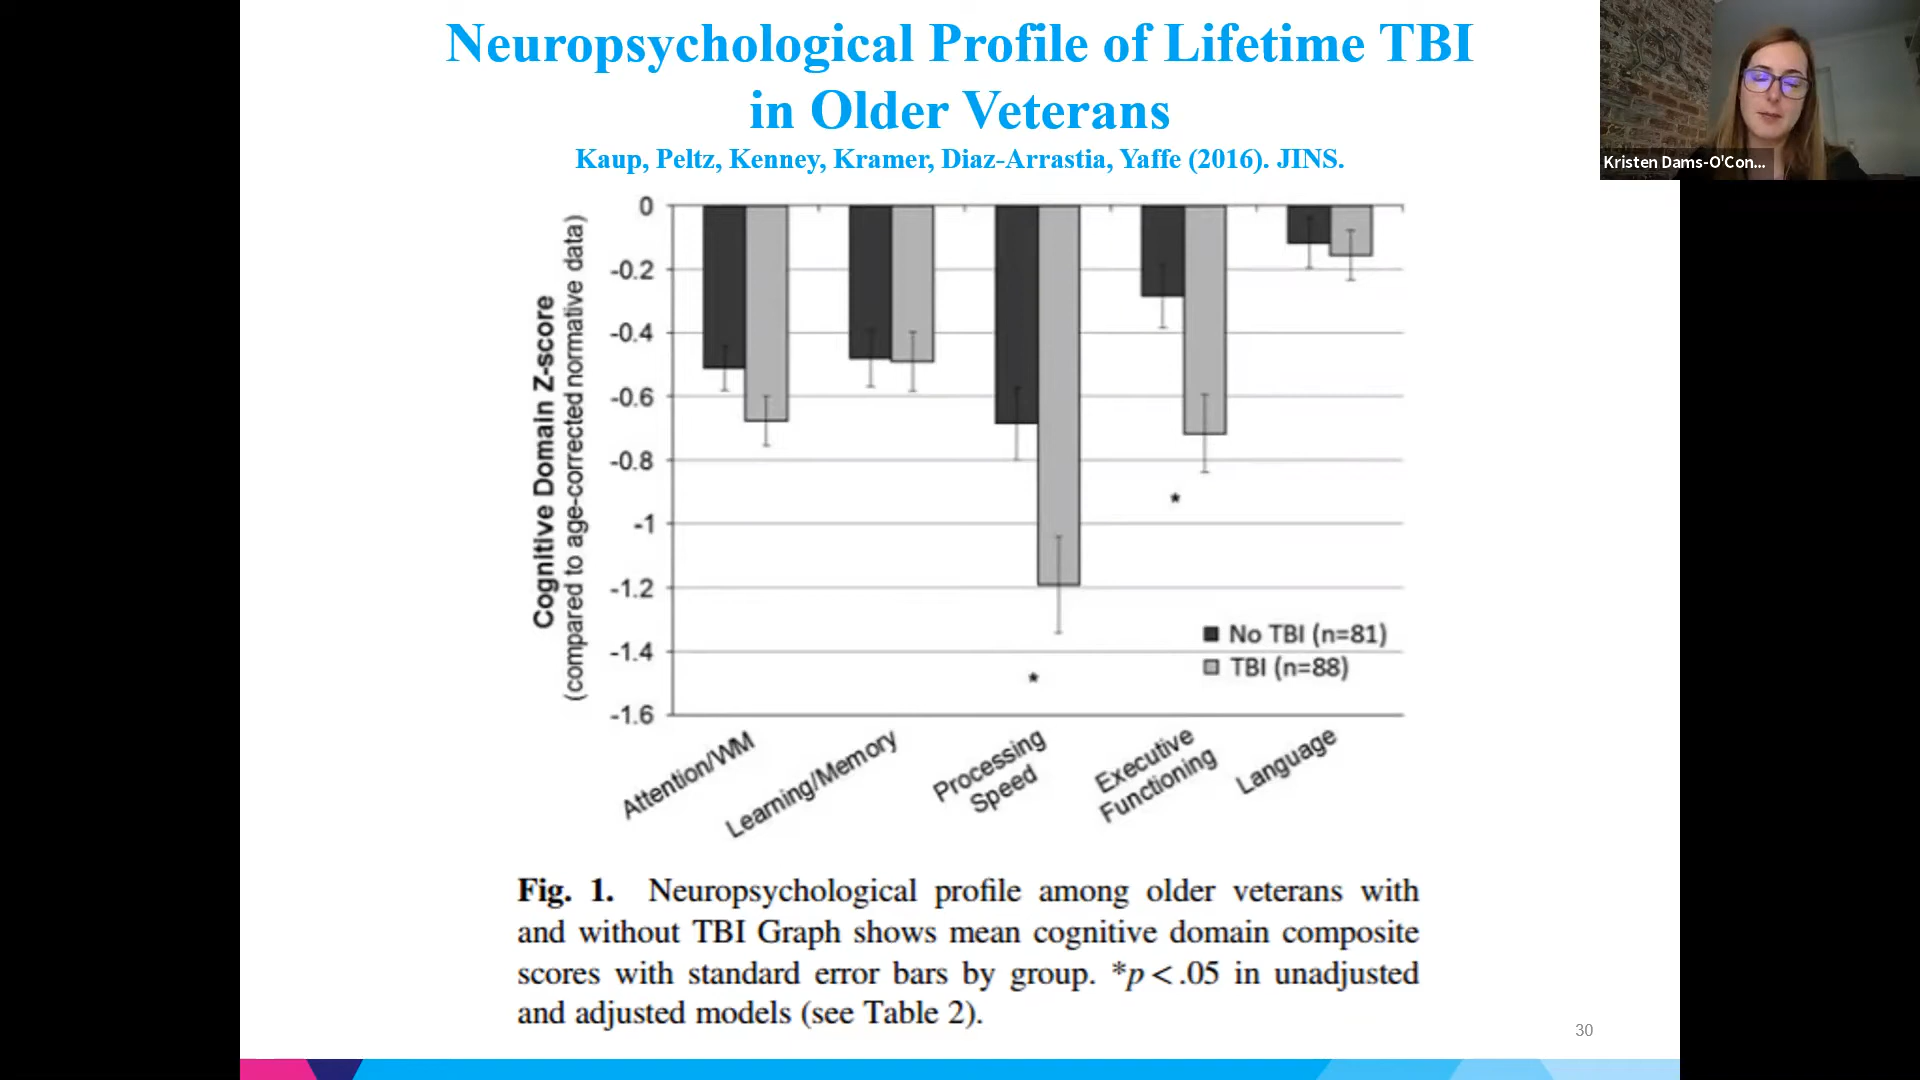 Neuropsychological Profile of Lifetime TBI
in Older Veterans
Kaup, Peltz, Kenney, Kramer, Diaz-Arrastia, Yaffe (2016). JINS.
Kristen Dams-O'Con...
Cognitive Domain Z-score
(compared to age-corrected normative data)
0
-0.2
-0.4
-0.6
-0.8
-1
-1.2
-1.4
-1.6
*
*
No TBI (n=81)
TBI (n=88)
Attention/WM
Learning/Memory
Processing
Speed
Executive
Functioning
Language
Fig. 1. Neuropsychological profile among older veterans with
and without TBI Graph shows mean cognitive domain composite
scores with standard error bars by group. *p < .05 in unadjusted
and adjusted models (see Table 2).
30